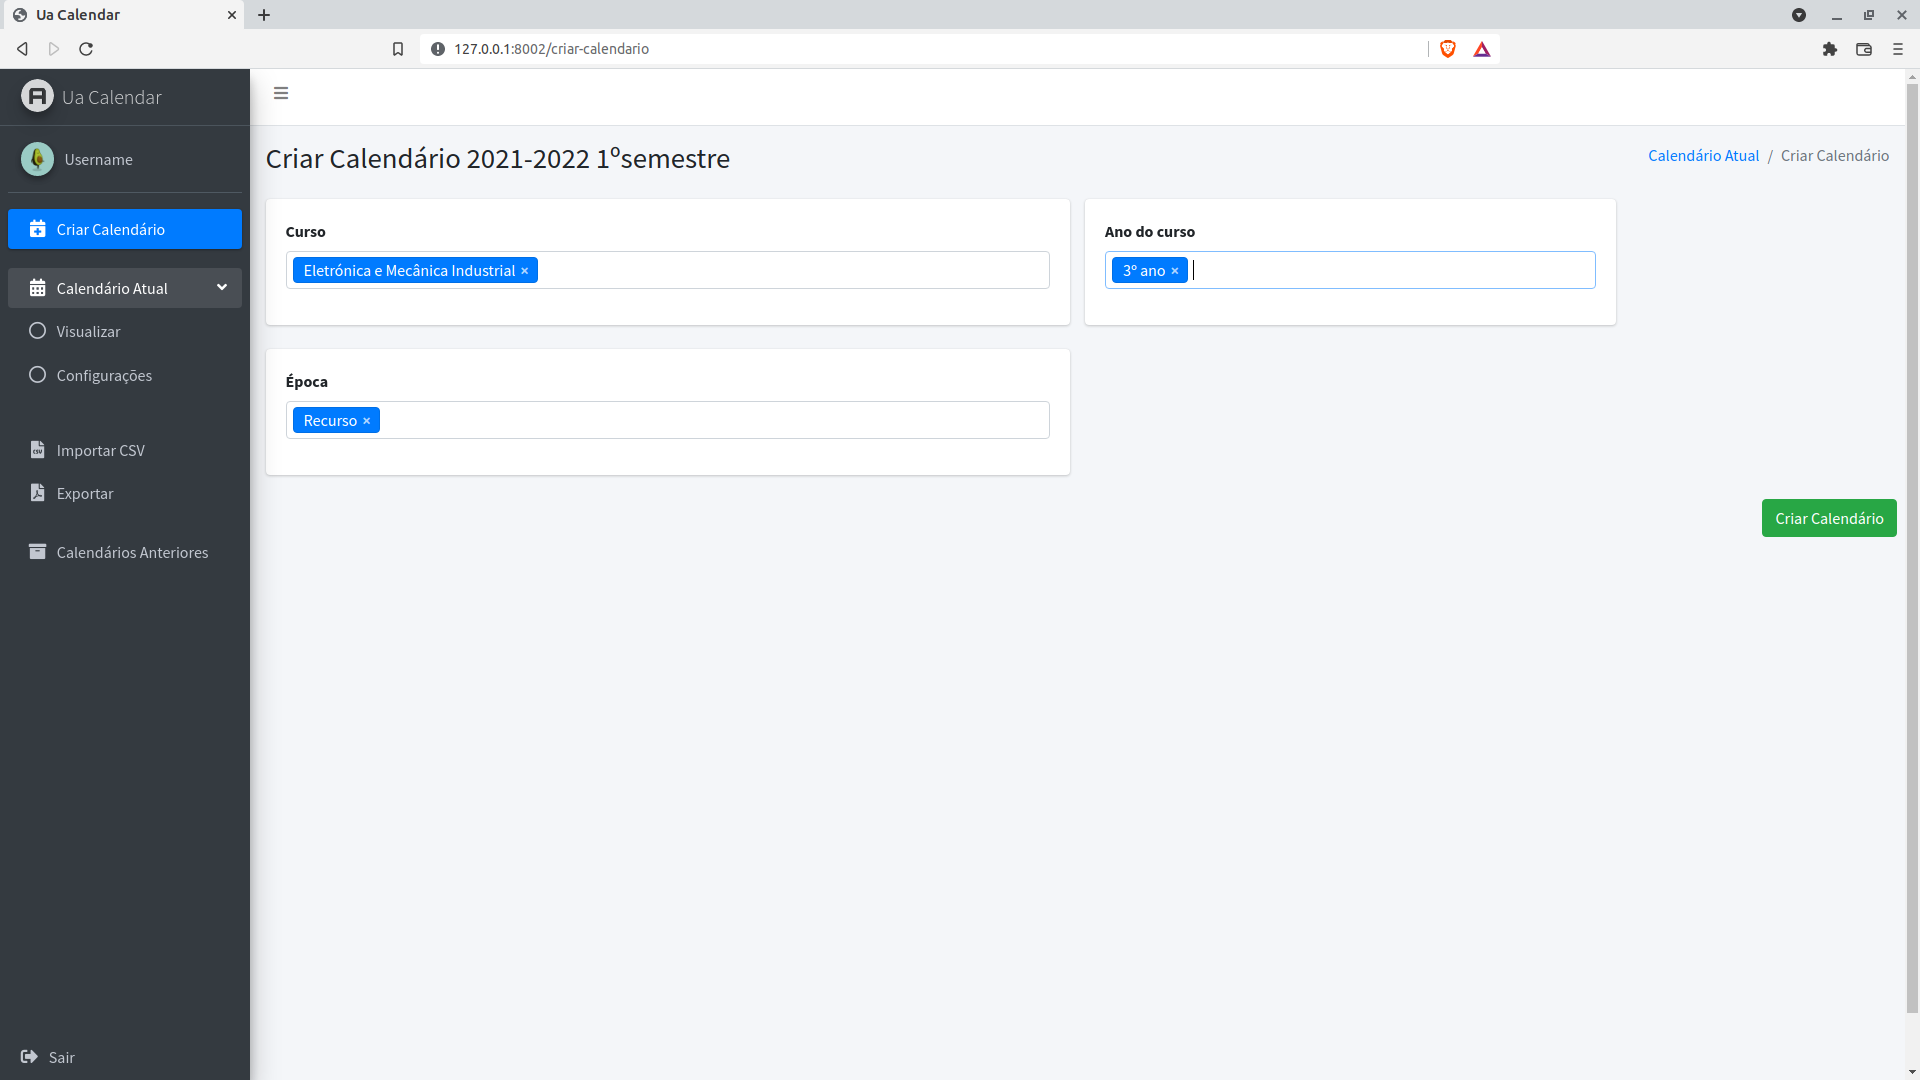 Ua Calendar
127.0.0.1:8002/criar-calendario
Ua Calendar
Username
Criar Calendário
Calendário Atual
Visualizar
Configurações
Importar CSV
Exportar
Calendários Anteriores
Sair
Criar Calendário 2021-2022 1ºsemestre
Calendário Atual / Criar Calendário
Curso
Eletrónica e Mecânica Industrial ×
Ano do curso
3º ano ×
Época
Recurso ×
Criar Calendário